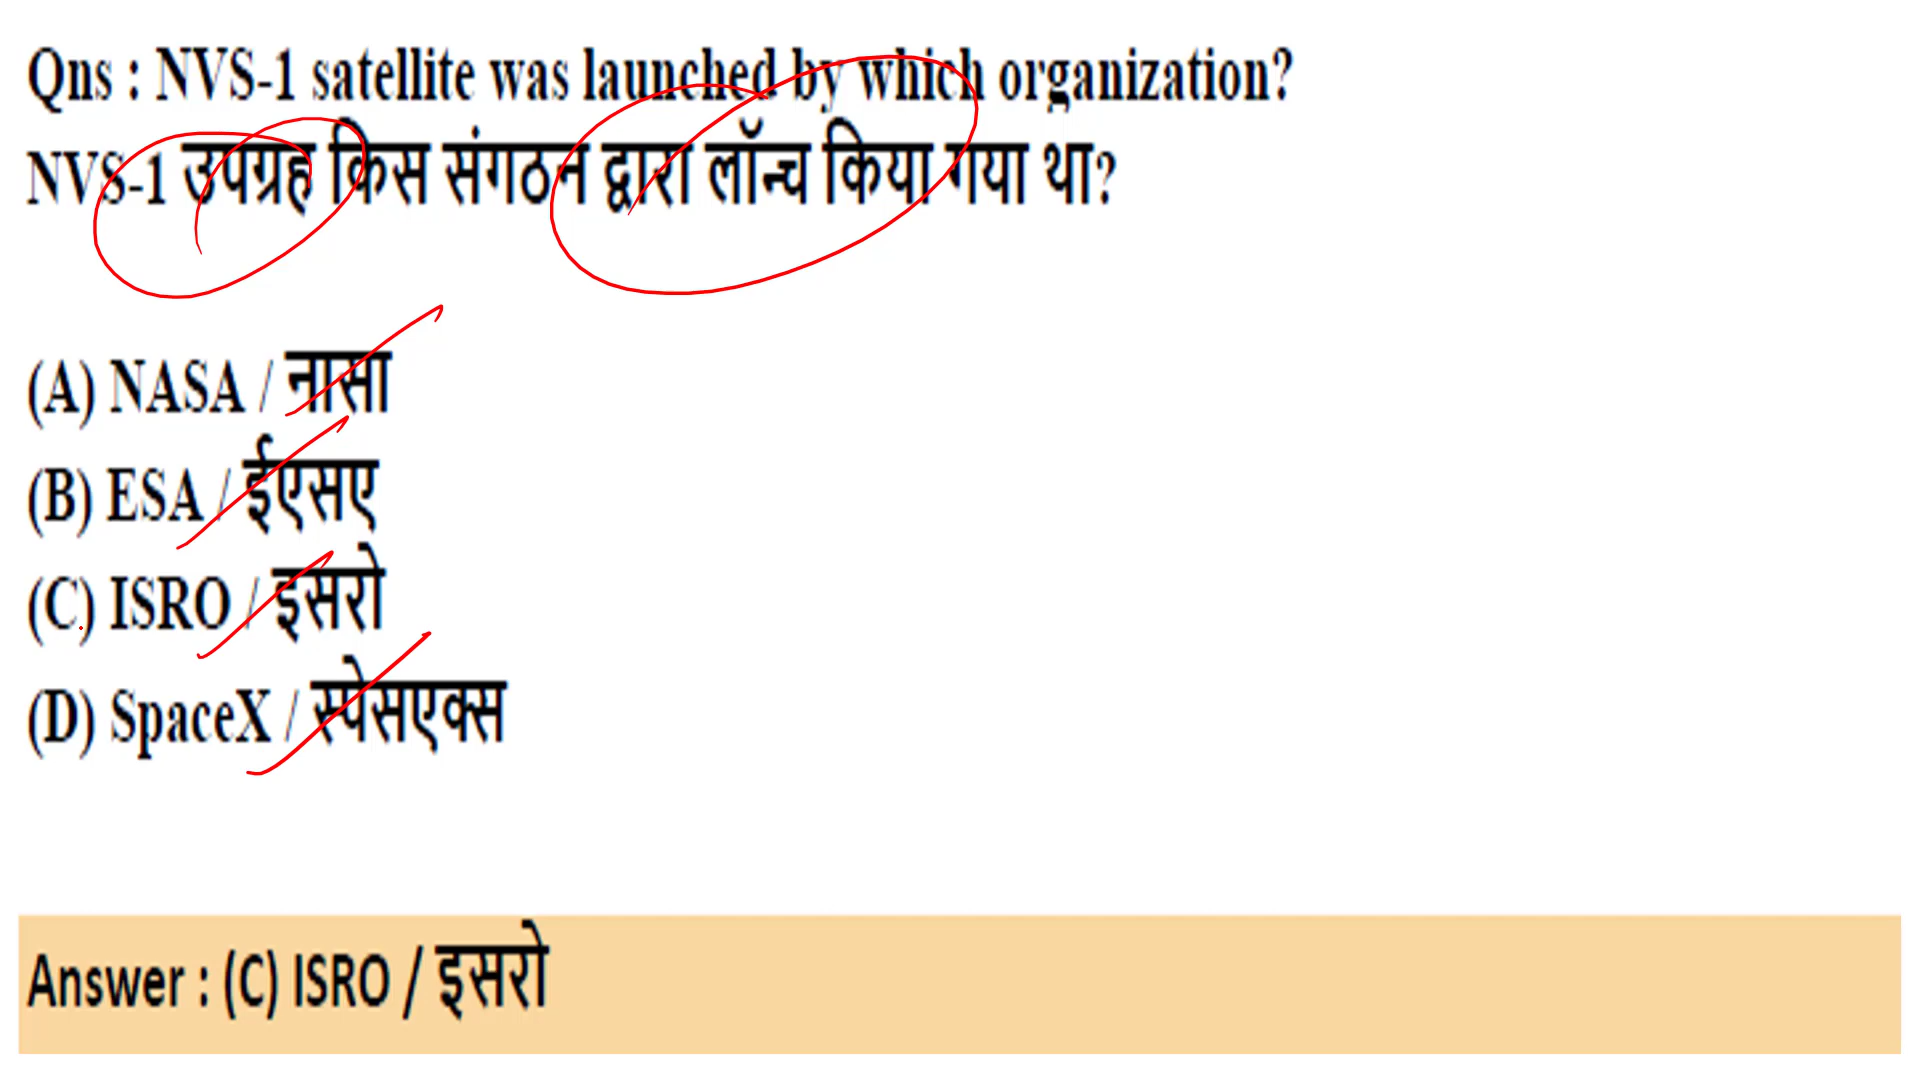 Qns : NVS-1 satellite was launched by which organization?
NVS-1 उपग्रह किस संगठन द्वारा लॉन्च किया गया था?
(A) NASA / नासा
(B) ESA / ईएसए
(C) ISRO / इसरो
(D) SpaceX / स्पेसएक्स
Answer : (C) ISRO / इसरो